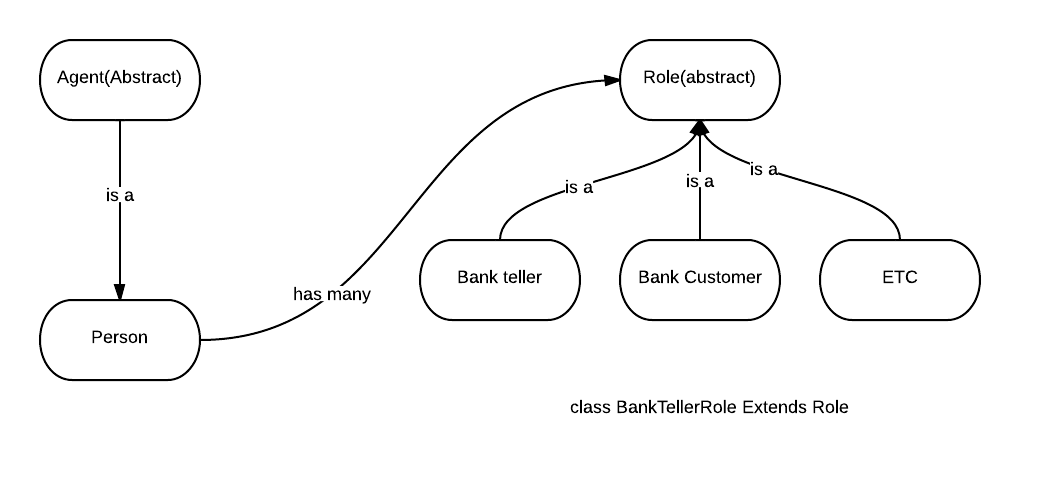 Agent(Abstract)
Role(abstract)
is a
is a
is a
is a
Bank teller
Bank Customer
ETC
has many
Person
class BankTellerRole Extends Role